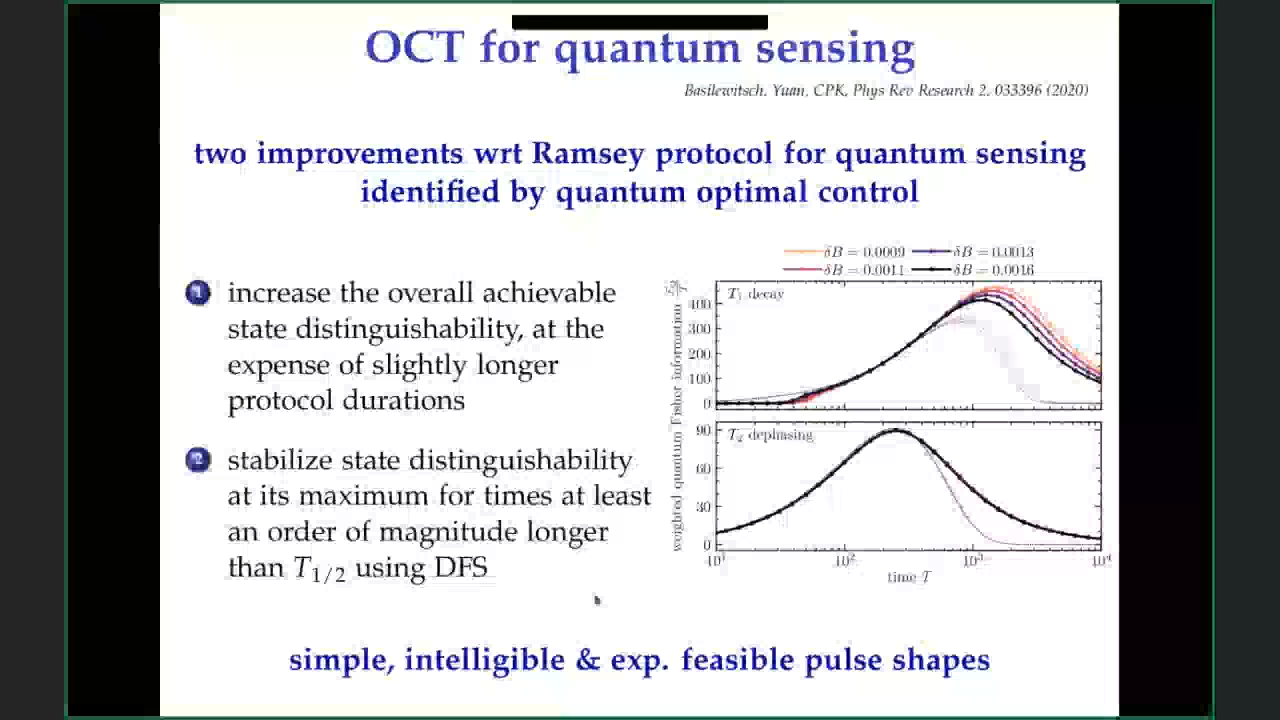 OCT for quantum sensing
Basilewitsch, Yuan, CPK, Phys Rev Research 2, 033396 (2020)
two improvements wrt Ramsey protocol for quantum sensing
identified by quantum optimal control
1 increase the overall achievable
state distinguishability, at the
expense of slightly longer
protocol durations
2 stabilize state distinguishability
at its maximum for times at least
an order of magnitude longer
than T1/2 using DFS
δB = 0.0009 δB = 0.0013
δB = 0.0011 δB = 0.0016
weighted quantum Fisher information
T1 decay
400
300
200
100
0
T2 dephasing
90
60
30
0
10¹ 10² 10³ 10⁴
time T
simple, intelligible & exp. feasible pulse shapes